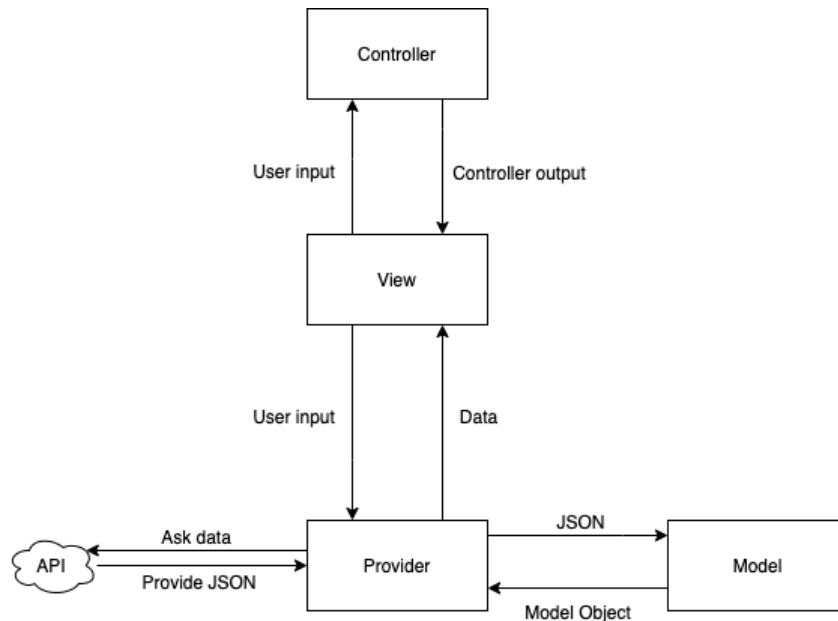 Controller
User input
Controller output
View
User input
Data
Ask data
JSON
API
Provider
Model
Provide JSON
Model Object